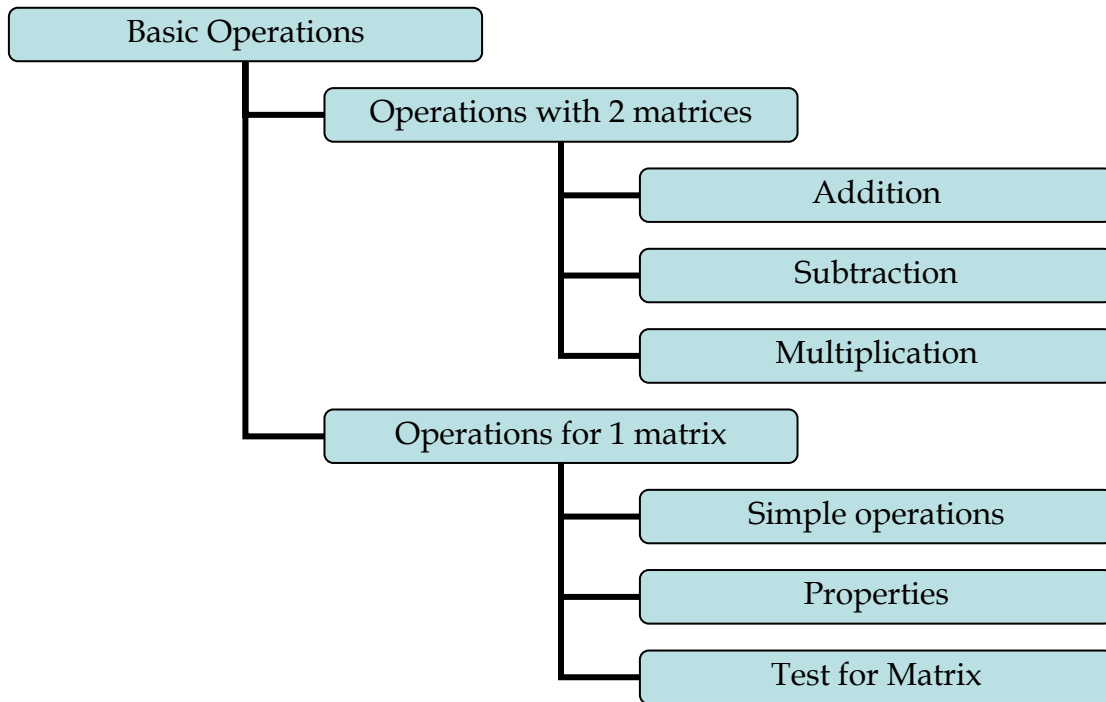 Basic Operations
Operations with 2 matrices
Addition
Subtraction
Multiplication
Operations for 1 matrix
Simple operations
Properties
Test for Matrix